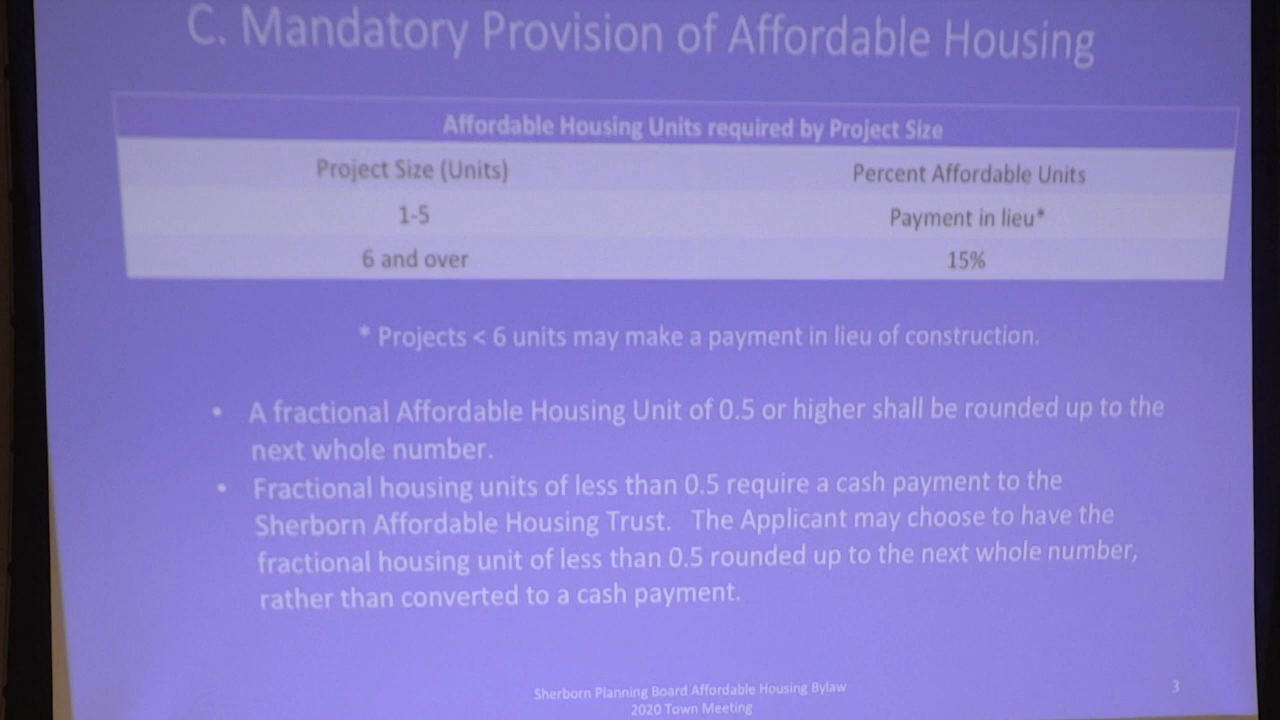 C. Mandatory Provision of Affordable Housing
Affordable Housing Units required by Project Size
Project Size (Units) Percent Affordable Units
1-5 Payment in lieu*
6 and over 15%
* Projects < 6 units may make a payment in lieu of construction.
• A fractional Affordable Housing Unit of 0.5 or higher shall be rounded up to the
next whole number.
• Fractional housing units of less than 0.5 require a cash payment to the
Sherborn Affordable Housing Trust. The Applicant may choose to have the
fractional housing unit of less than 0.5 rounded up to the next whole number,
rather than converted to a cash payment.
Sherborn Planning Board Affordable Housing Bylaw
2020 Town Meeting
3